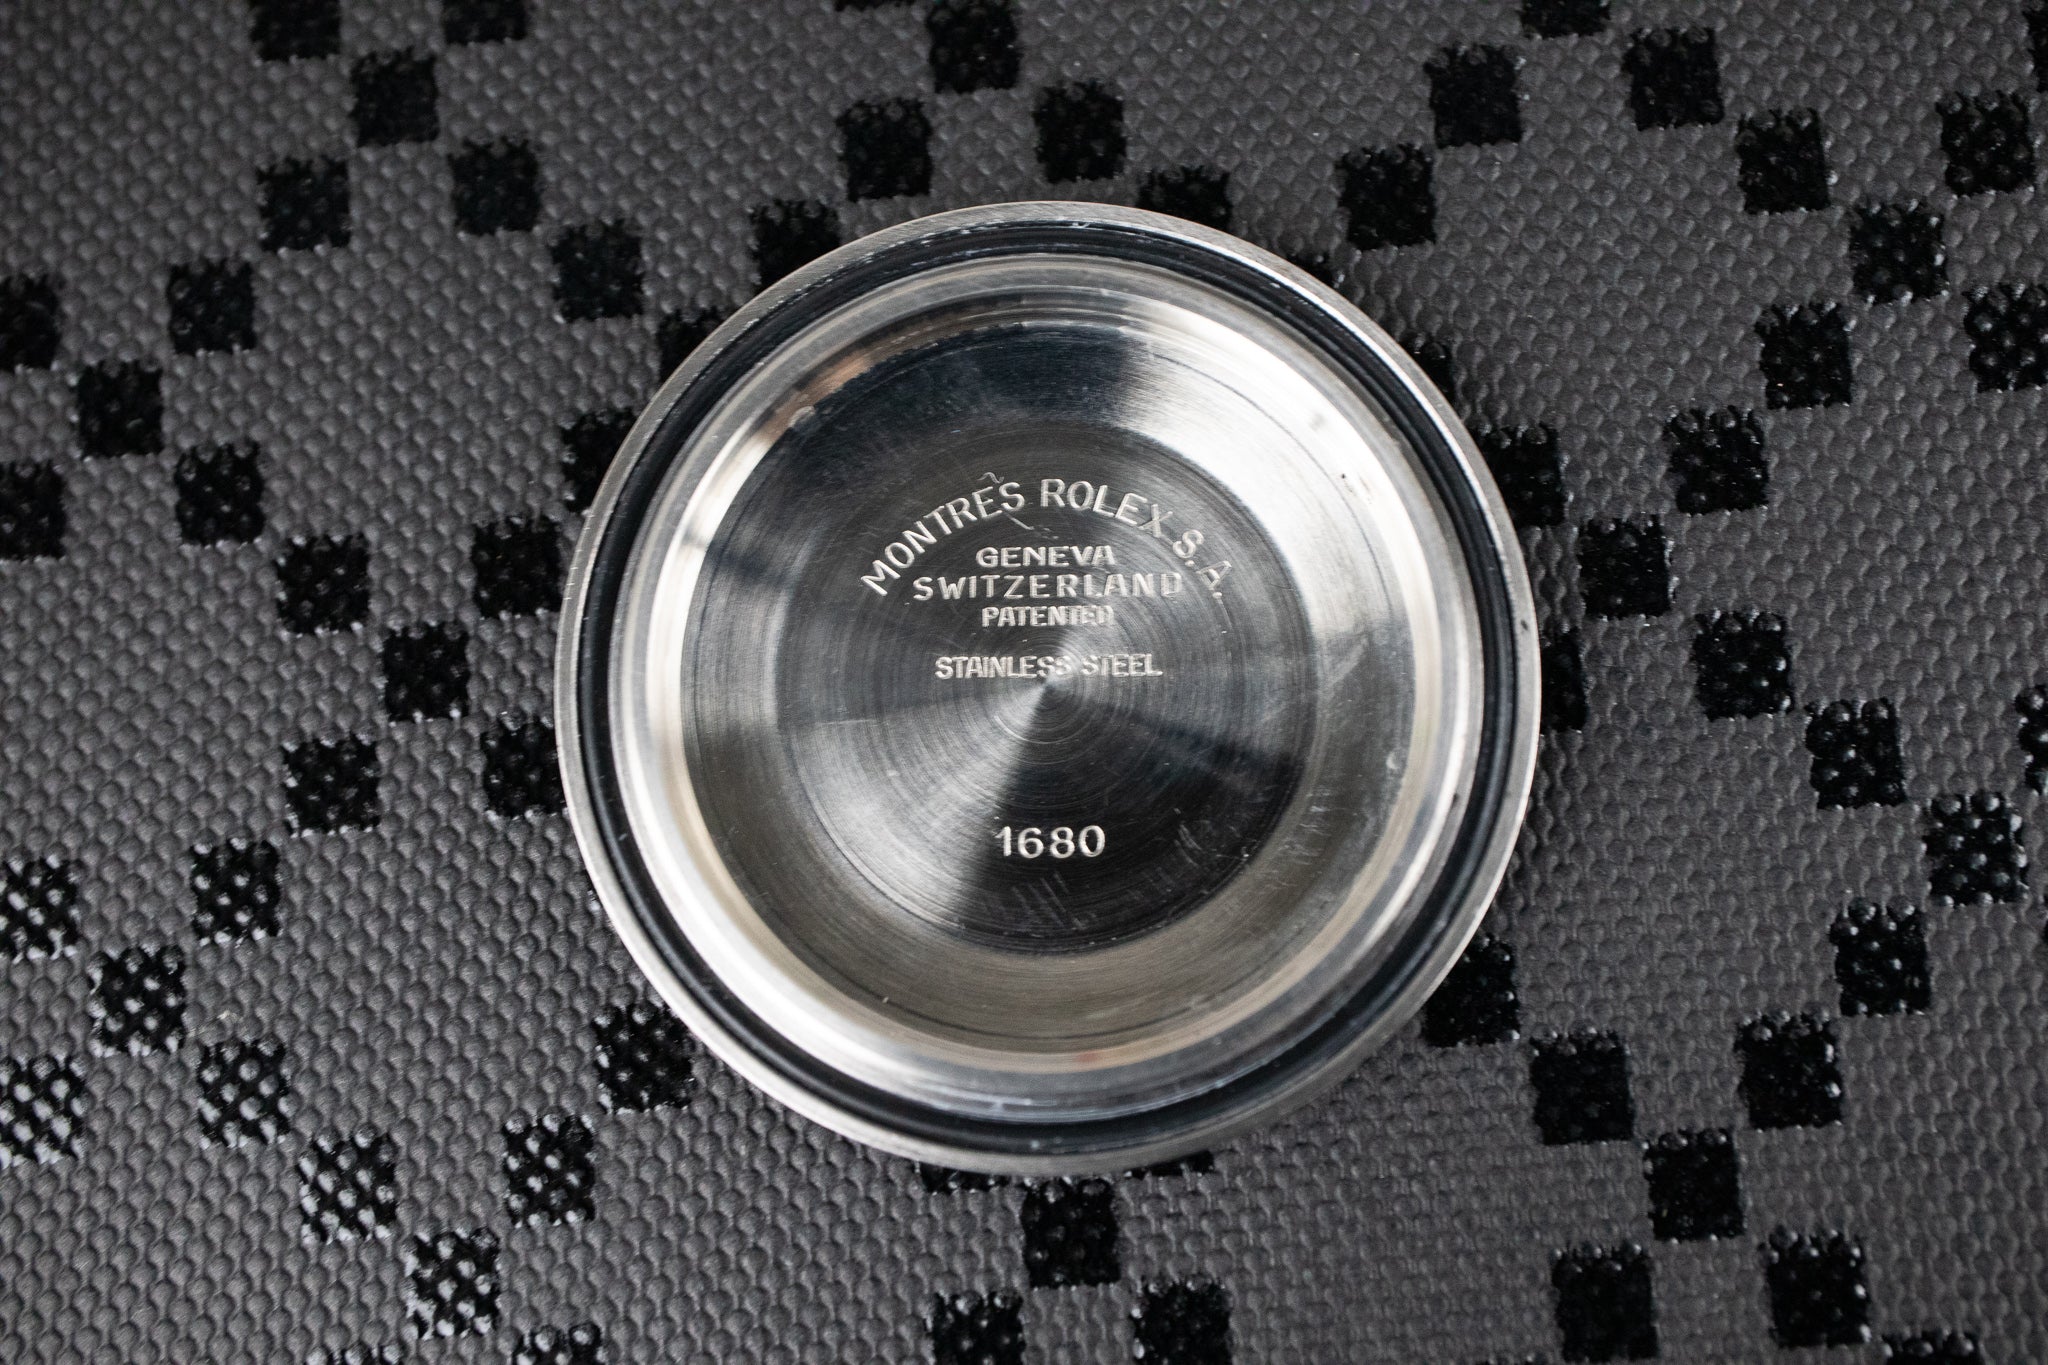 MONTRES ROLEX S.A.
GENEVA
SWITZERLAND
PATENTED
STAINLESS STEEL
1680